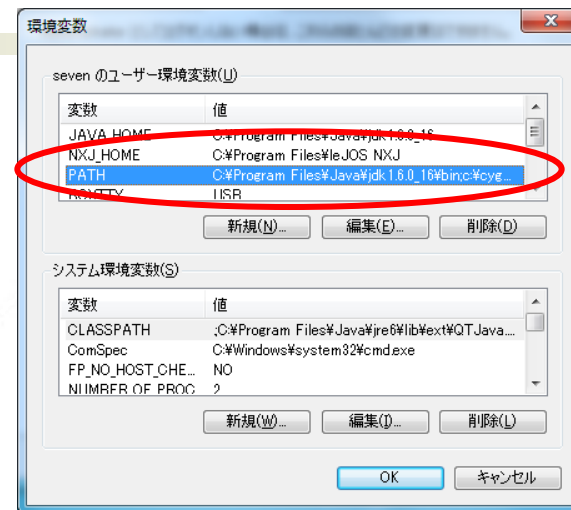 環境変数
seven のユーザー環境変数(U)
変数 値
JAVA_HOME C:¥Program Files¥Java¥jdk1.6.0_16
NXJ_HOME C:¥Program Files¥leJOS NXJ
PATH C:¥Program Files¥Java¥jdk1.6.0_16¥bin;c:¥cyg...
USB
新規(N)... 編集(E)... 削除(D)
システム環境変数(S)
変数 値
CLASSPATH ;C:¥Program Files¥Java¥jre6¥lib¥ext¥QTJava....
ComSpec C:¥Windows¥system32¥cmd.exe
FP_NO_HOST_CHE... NO
NUMBER_OF_PROC 2
新規(W)... 編集(I)... 削除(L)
OK キャンセル